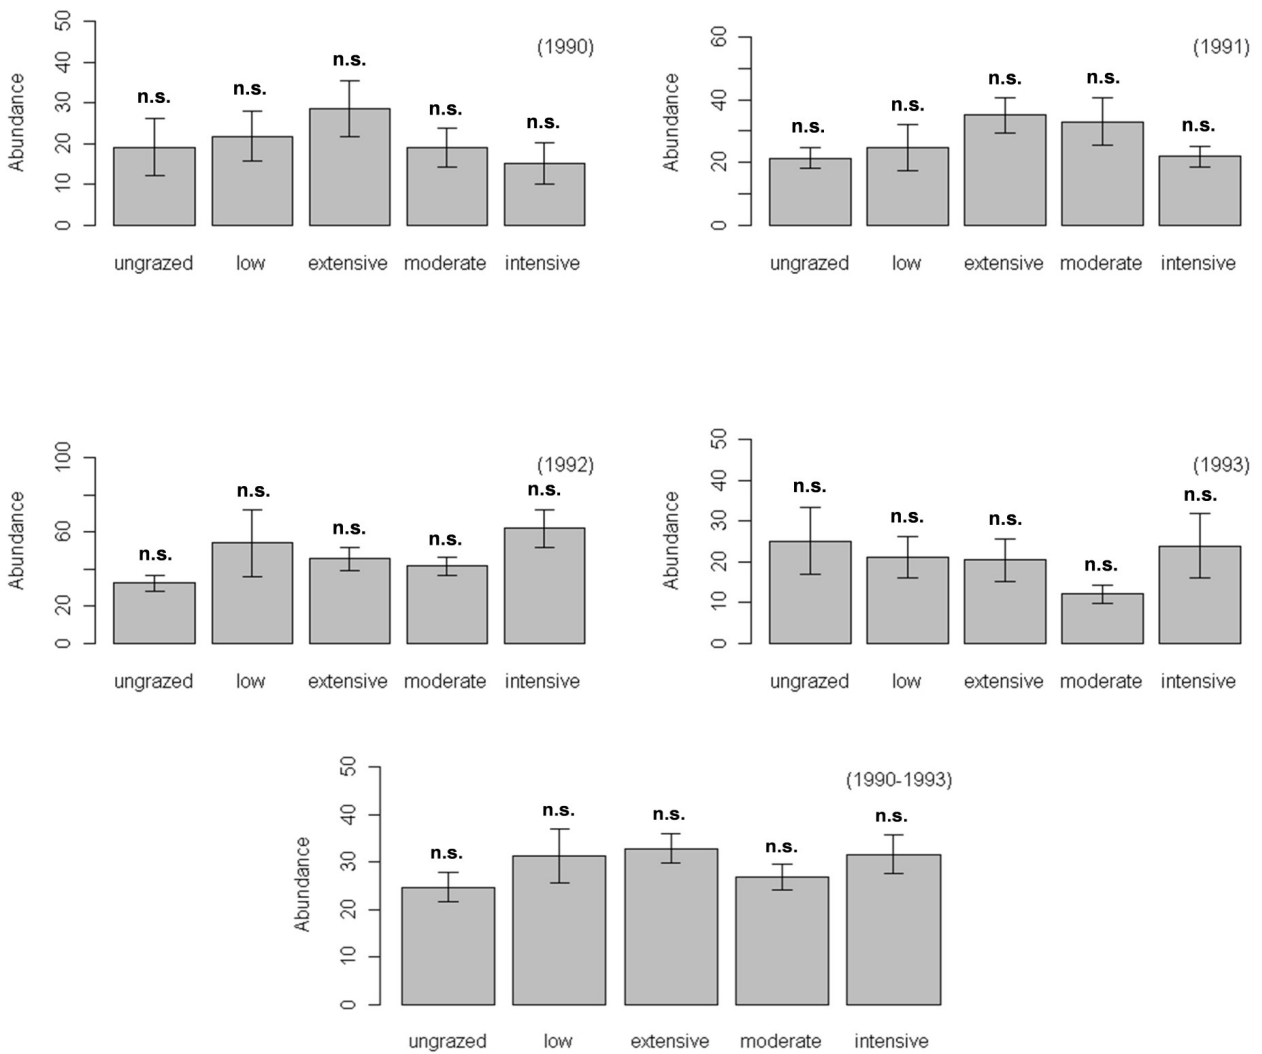 (1990)
Abundance
50
40
30
20
10
0
n.s.
n.s.
n.s.
n.s.
n.s.
ungrazed low extensive moderate intensive
(1991)
Abundance
60
40
20
0
n.s.
n.s.
n.s.
n.s.
n.s.
ungrazed low extensive moderate intensive
(1992)
Abundance
100
60
20
0
n.s.
n.s.
n.s.
n.s.
n.s.
ungrazed low extensive moderate intensive
(1993)
Abundance
50
40
30
20
10
0
n.s.
n.s.
n.s.
n.s.
n.s.
ungrazed low extensive moderate intensive
(1990-1993)
Abundance
50
40
30
20
10
0
n.s.
n.s.
n.s.
n.s.
n.s.
ungrazed low extensive moderate intensive